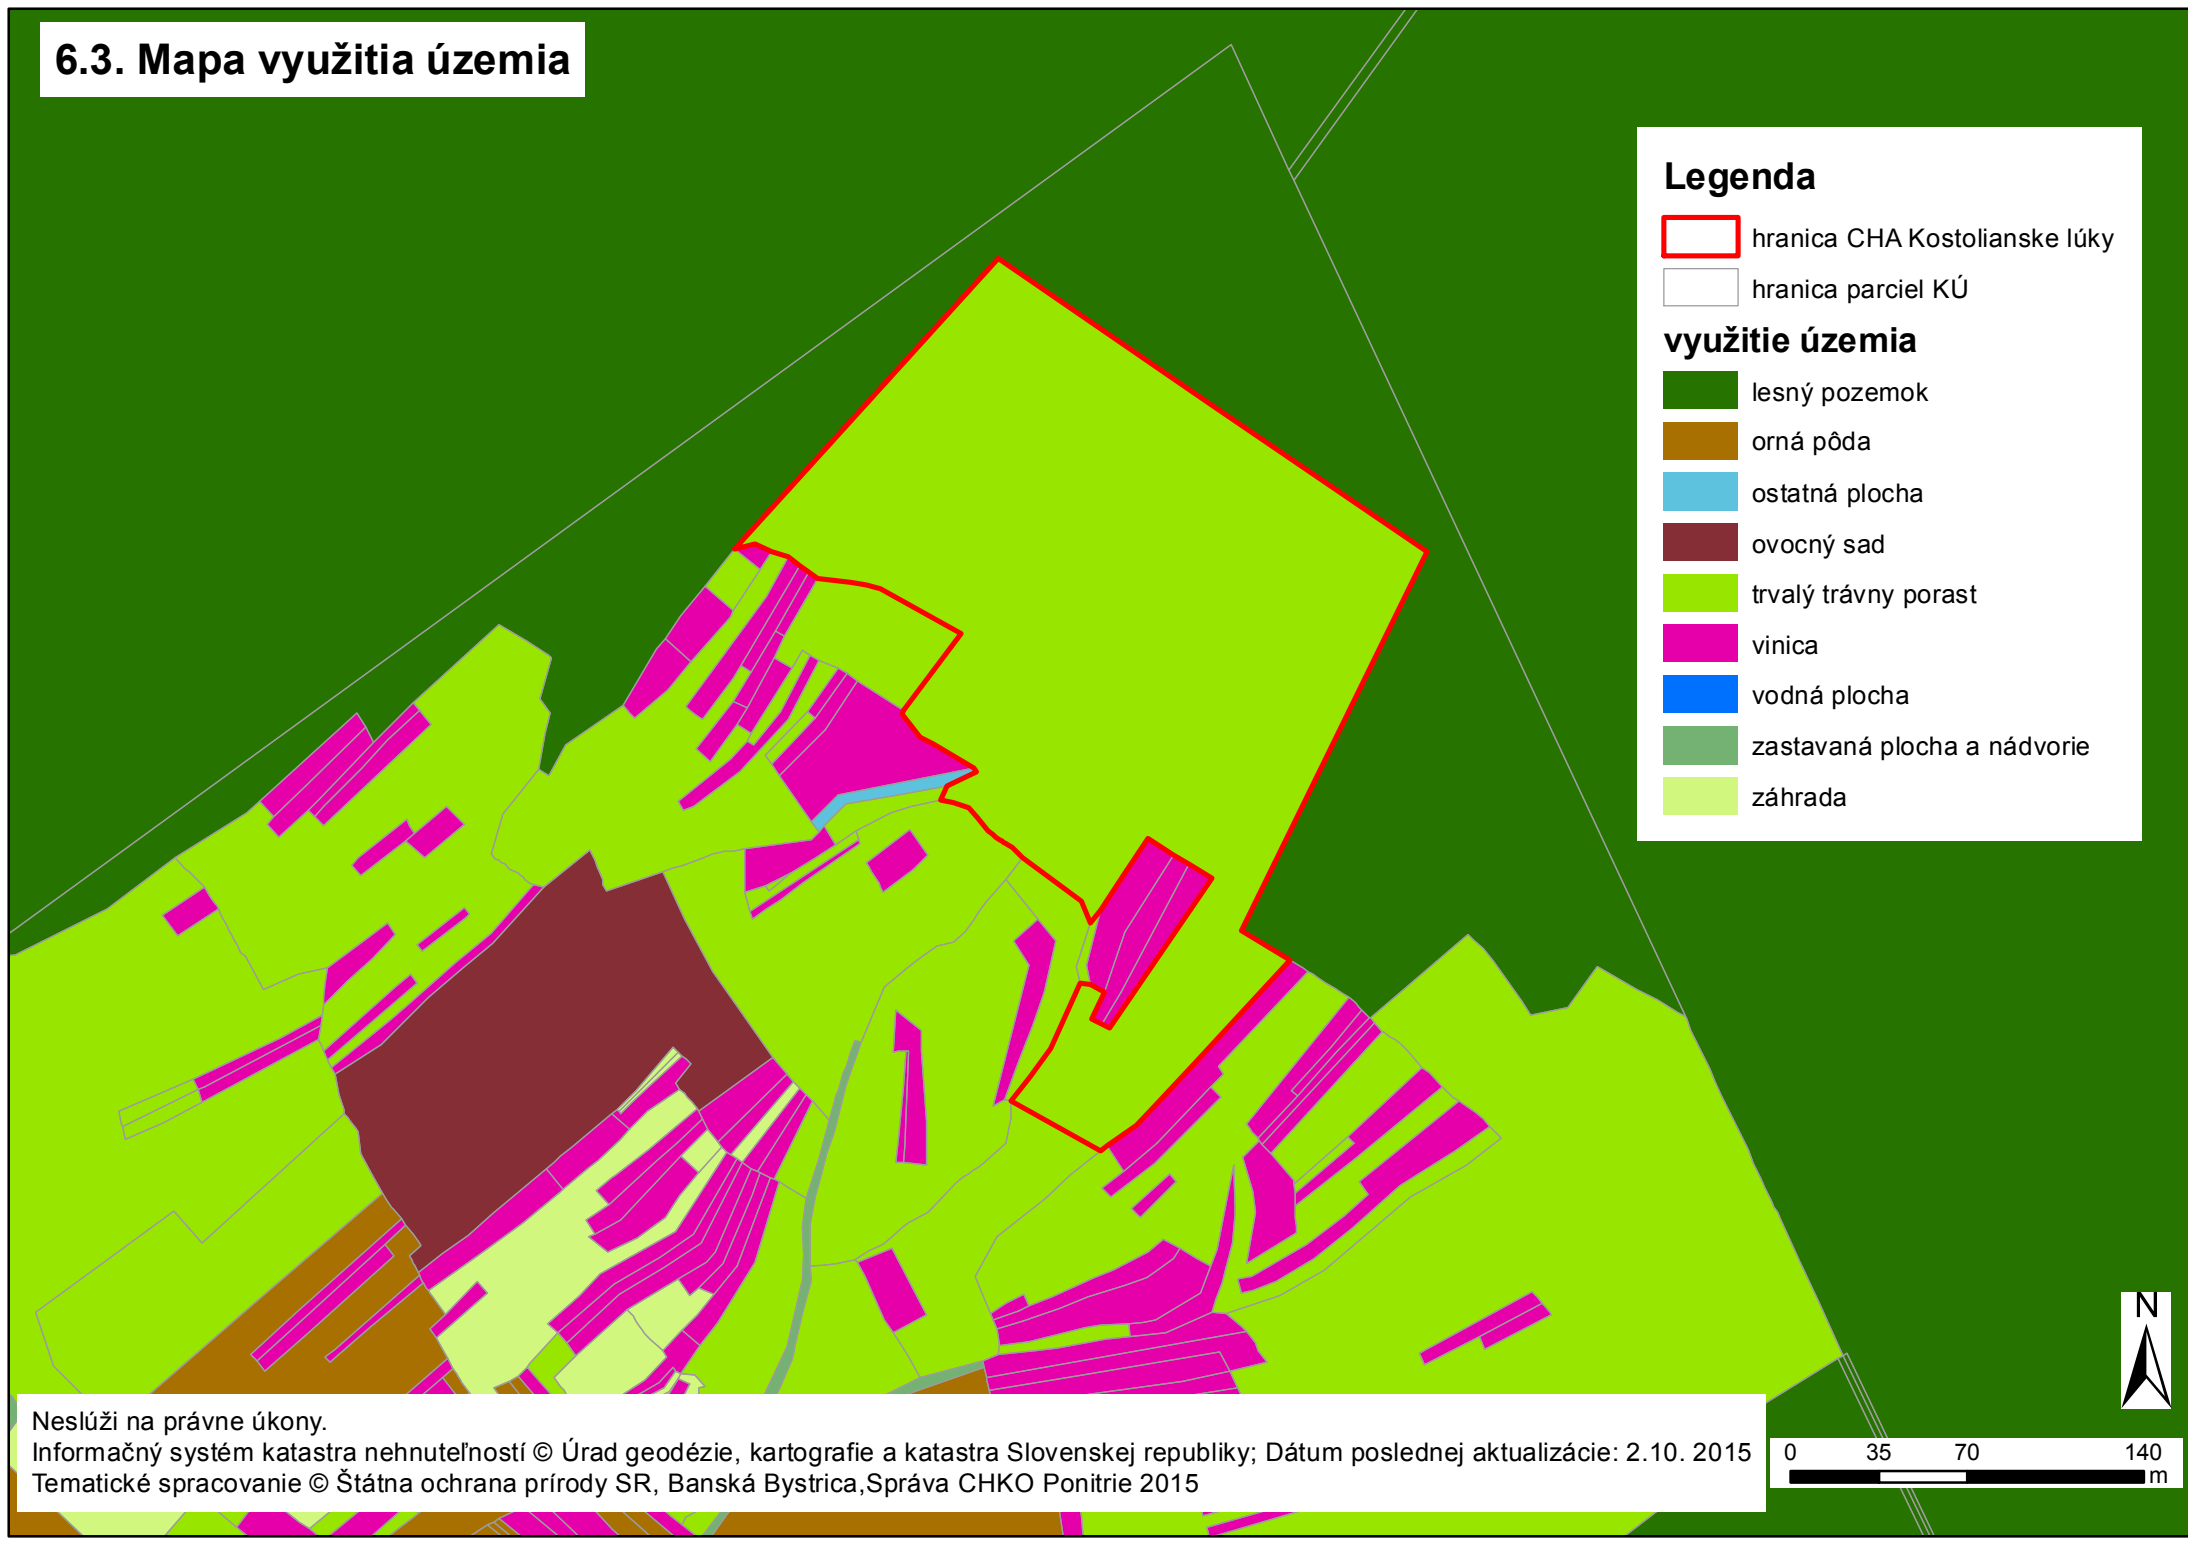 6.3. Mapa využitia územia
Legenda
hranica CHA Kostolianske lúky
hranica parciel KÚ
využitie územia
lesný pozemok
orná pôda
ostatná plocha
ovocný sad
trvalý trávny porast
vinica
vodná plocha
zastavaná plocha a nádvorie
záhrada
N
Neslúži na právne úkony.
Informačný systém katastra nehnuteľností © Úrad geodézie, kartografie a katastra Slovenskej republiky; Dátum poslednej aktualizácie: 2.10. 2015
Tematické spracovanie © Štátna ochrana prírody SR, Banská Bystrica,Správa CHKO Ponitrie 2015
0 35 70 140
m